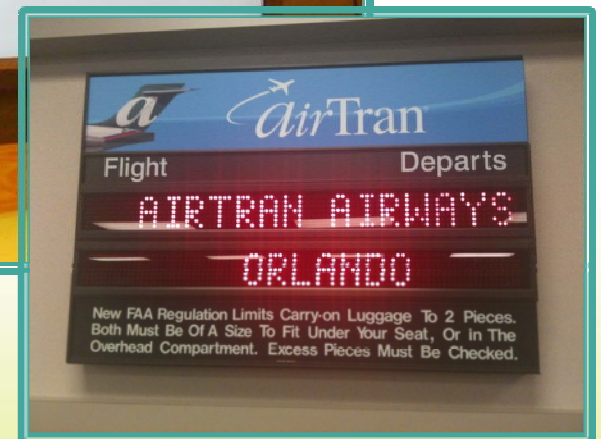 a
airTran
Flight Departs
AIRTRAN AIRWAYS
ORLANDO
New FAA Regulation Limits Carry-on Luggage To 2 Pieces.
Both Must Be Of A Size To Fit Under Your Seat, Or in The
Overhead Compartment. Excess Pieces Must Be Checked.